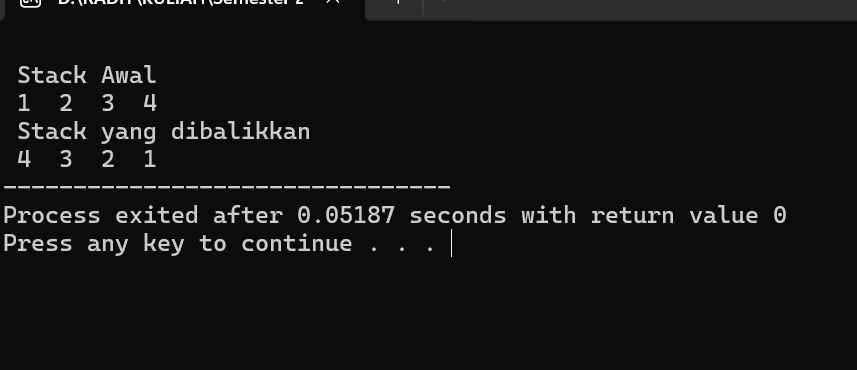 Stack Awal
1  2  3  4
Stack yang dibalikkan
4  3  2  1
--------------------------------
Process exited after 0.05187 seconds with return value 0
Press any key to continue . . .